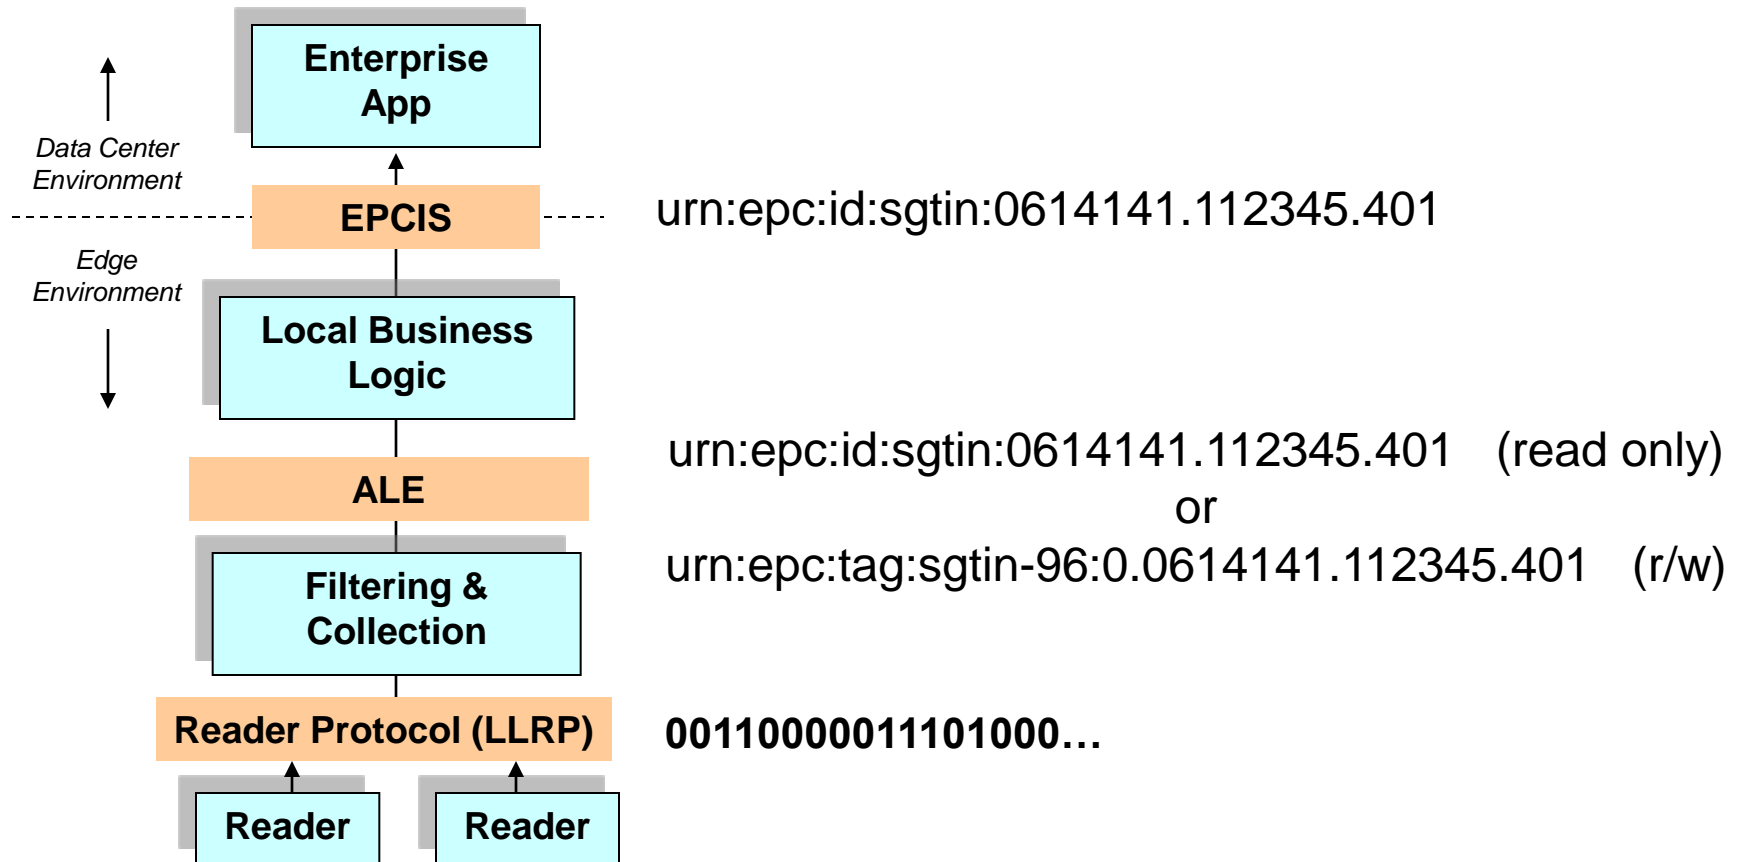 Enterprise
App
Data Center
Environment
EPCIS
urn:epc:id:sgtin:0614141.112345.401
Edge
Environment
Local Business
Logic
urn:epc:id:sgtin:0614141.112345.401 (read only)
ALE
or
urn:epc:tag:sgtin-96:0.0614141.112345.401 (r/w)
Filtering &
Collection
Reader Protocol (LLRP)
00110000011101000…
Reader
Reader